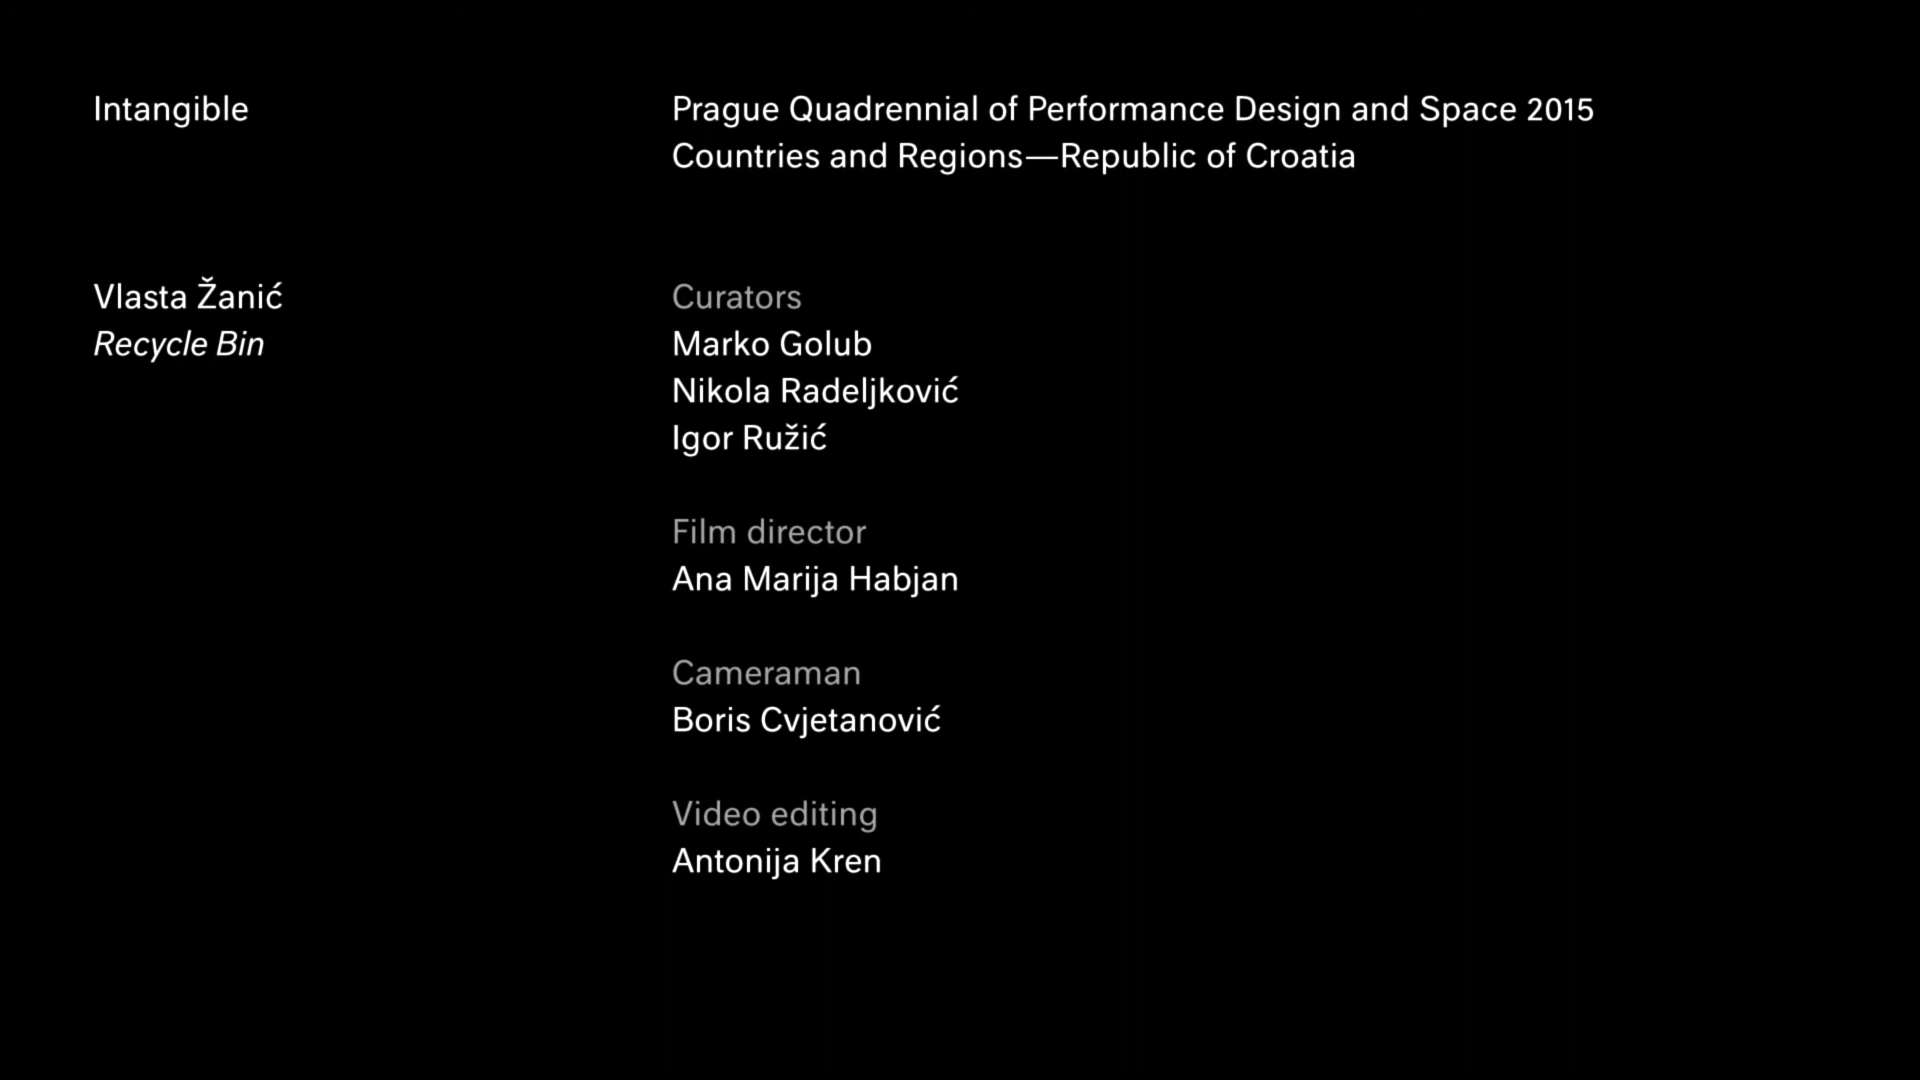 Intangible
Prague Quadrennial of Performance Design and Space 2015
Countries and Regions—Republic of Croatia
Vlasta Žanić
Recycle Bin
Curators
Marko Golub
Nikola Radeljković
Igor Ružić
Film director
Ana Marija Habjan
Cameraman
Boris Cvjetanović
Video editing
Antonija Kren